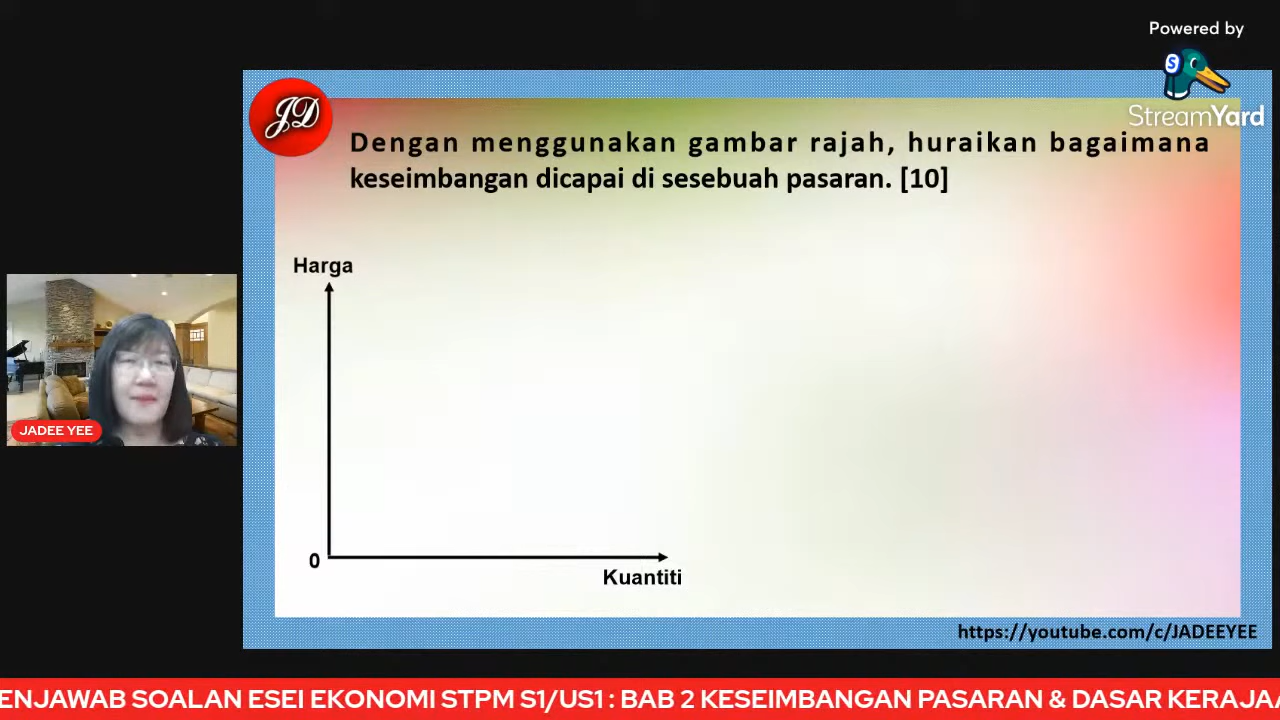 Powered by
S
StreamYard
JD
Dengan menggunakan gambar rajah, huraikan bagaimana
keseimbangan dicapai di sesebuah pasaran. [10]
Harga
0
Kuantiti
JADEE YEE
https://youtube.com/c/JADEEYEE
ENJAWAB SOALAN ESEI EKONOMI STPM S1/US1 : BAB 2 KESEIMBANGAN PASARAN & DASAR KERAJA